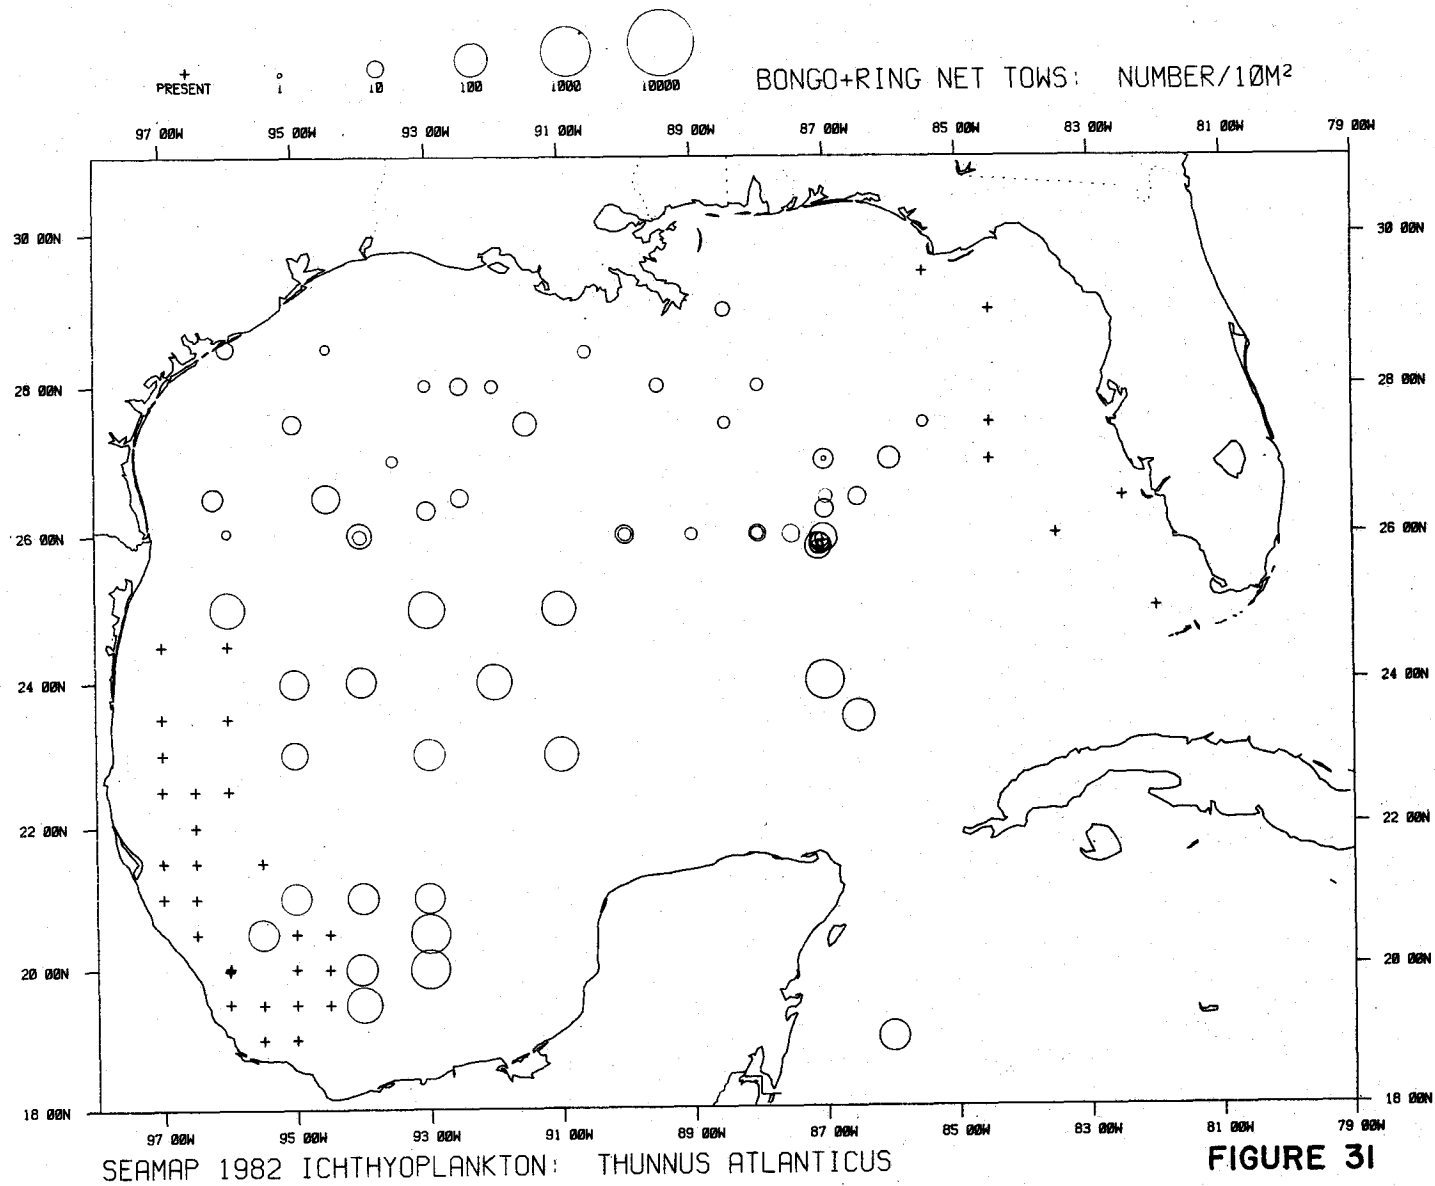 PRESENT 1 10 100 1000 10000
BONGO+RING NET TOWS: NUMBER/10M²
97 00W 95 00W 93 00W 91 00W 89 00W 87 00W 85 00W 83 00W 81 00W 79 00W
30 00N 30 00N
28 00N 28 00N
26 00N 26 00N
24 00N 24 00N
22 00N 22 00N
20 00N 20 00N
18 00N 18 00N
97 00W 95 00W 93 00W 91 00W 89 00W 87 00W 85 00W 83 00W 81 00W 79 00W
SEAMAP 1982 ICHTHYOPLANKTON: THUNNUS ATLANTICUS
FIGURE 31